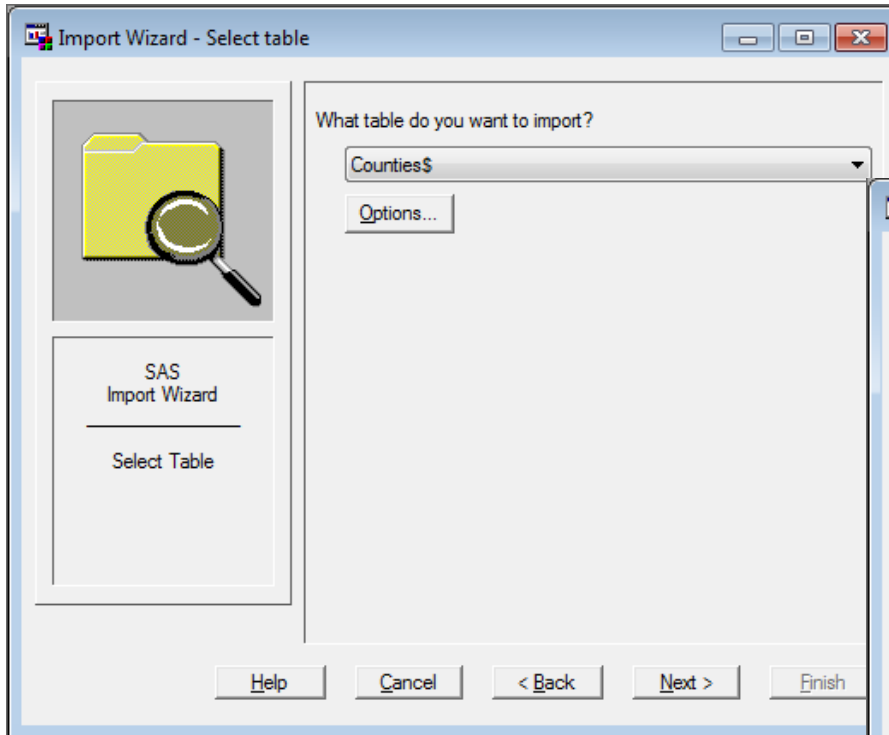 Import Wizard - Select table
What table do you want to import?
Counties$
Options...
SAS
Import Wizard
Select Table
Help
Cancel
< Back
Next >
Finish